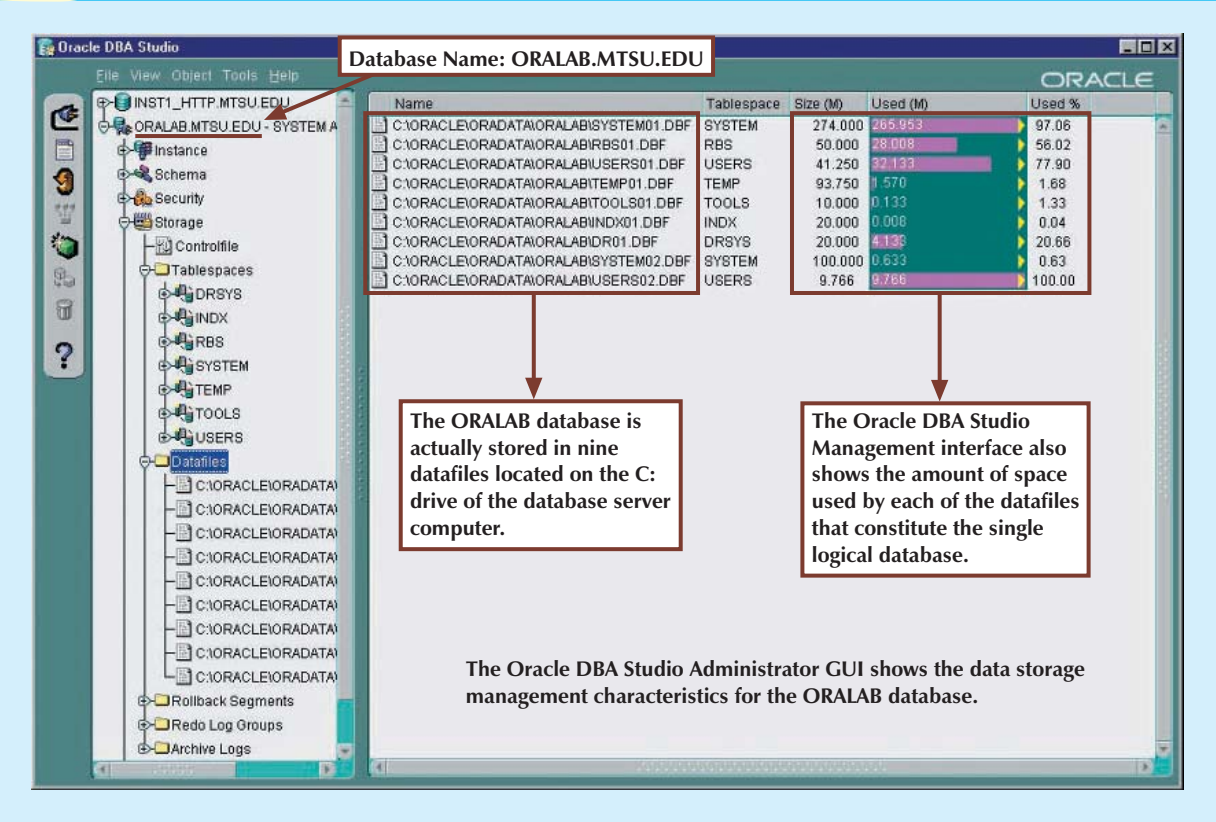 Oracle DBA Studio
Database Name: ORALAB.MTSU.EDU
File View Object Tools Help
ORACLE
INST1_HTTP.MTSU.EDU
ORALAB.MTSU.EDU - SYSTEM A
Instance
Schema
Security
Storage
Controlfile
Tablespaces
DRSYS
INDX
RBS
SYSTEM
TEMP
TOOLS
USERS
Datafiles
C:\ORACLE\ORADATA\
C:\ORACLE\ORADATA\
C:\ORACLE\ORADATA\
C:\ORACLE\ORADATA\
C:\ORACLE\ORADATA\
C:\ORACLE\ORADATA\
C:\ORACLE\ORADATA\
C:\ORACLE\ORADATA\
C:\ORACLE\ORADATA\
Rollback Segments
Redo Log Groups
Archive Logs
Name Tablespace Size (M) Used (M) Used %
C:\ORACLE\ORADATA\ORALAB\SYSTEM01.DBF SYSTEM 274.000 265.953 97.06
C:\ORACLE\ORADATA\ORALAB\RBS01.DBF RBS 50.000 28.008 56.02
C:\ORACLE\ORADATA\ORALAB\USERS01.DBF USERS 41.250 32.133 77.90
C:\ORACLE\ORADATA\ORALAB\TEMP01.DBF TEMP 93.750 1.570 1.68
C:\ORACLE\ORADATA\ORALAB\TOOLS01.DBF TOOLS 10.000 0.133 1.33
C:\ORACLE\ORADATA\ORALAB\INDX01.DBF INDX 20.000 0.008 0.04
C:\ORACLE\ORADATA\ORALAB\DR01.DBF DRSYS 20.000 4.133 20.66
C:\ORACLE\ORADATA\ORALAB\SYSTEM02.DBF SYSTEM 100.000 0.633 0.63
C:\ORACLE\ORADATA\ORALAB\USERS02.DBF USERS 9.766 9.766 100.00
The ORALAB database is
actually stored in nine
datafiles located on the C:
drive of the database server
computer.
The Oracle DBA Studio
Management interface also
shows the amount of space
used by each of the datafiles
that constitute the single
logical database.
The Oracle DBA Studio Administrator GUI shows the data storage
management characteristics for the ORALAB database.